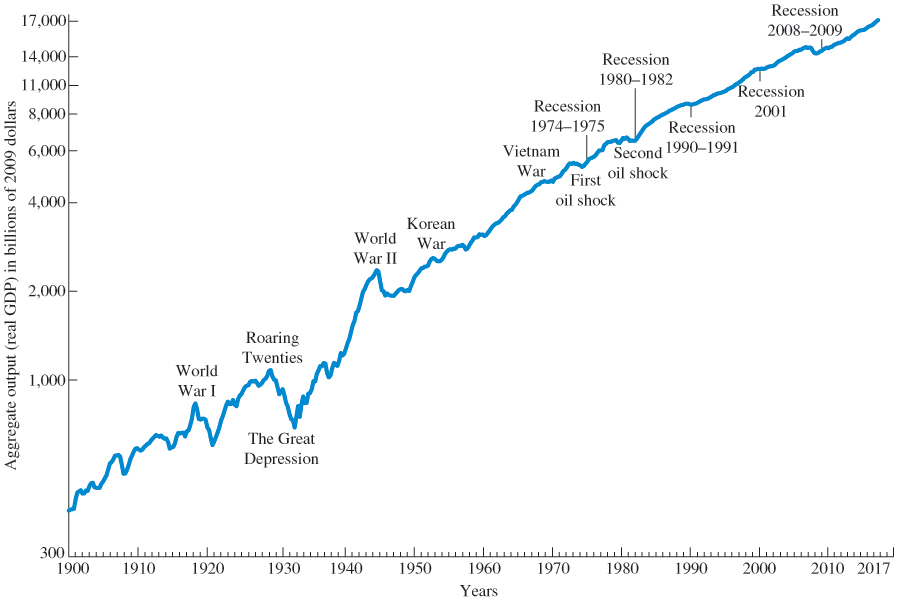 Aggregate output (real GDP) in billions of 2009 dollars
17,000
14,000
11,000
8,000
6,000
4,000
2,000
1,000
300
World
War I
Roaring
Twenties
The Great
Depression
World
War II
Korean
War
Vietnam
War
Recession
1974–1975
First
oil shock
Recession
1980–1982
Second
oil shock
Recession
1990–1991
Recession
2001
Recession
2008–2009
1900 1910 1920 1930 1940 1950 1960 1970 1980 1990 2000 2010 2017
Years